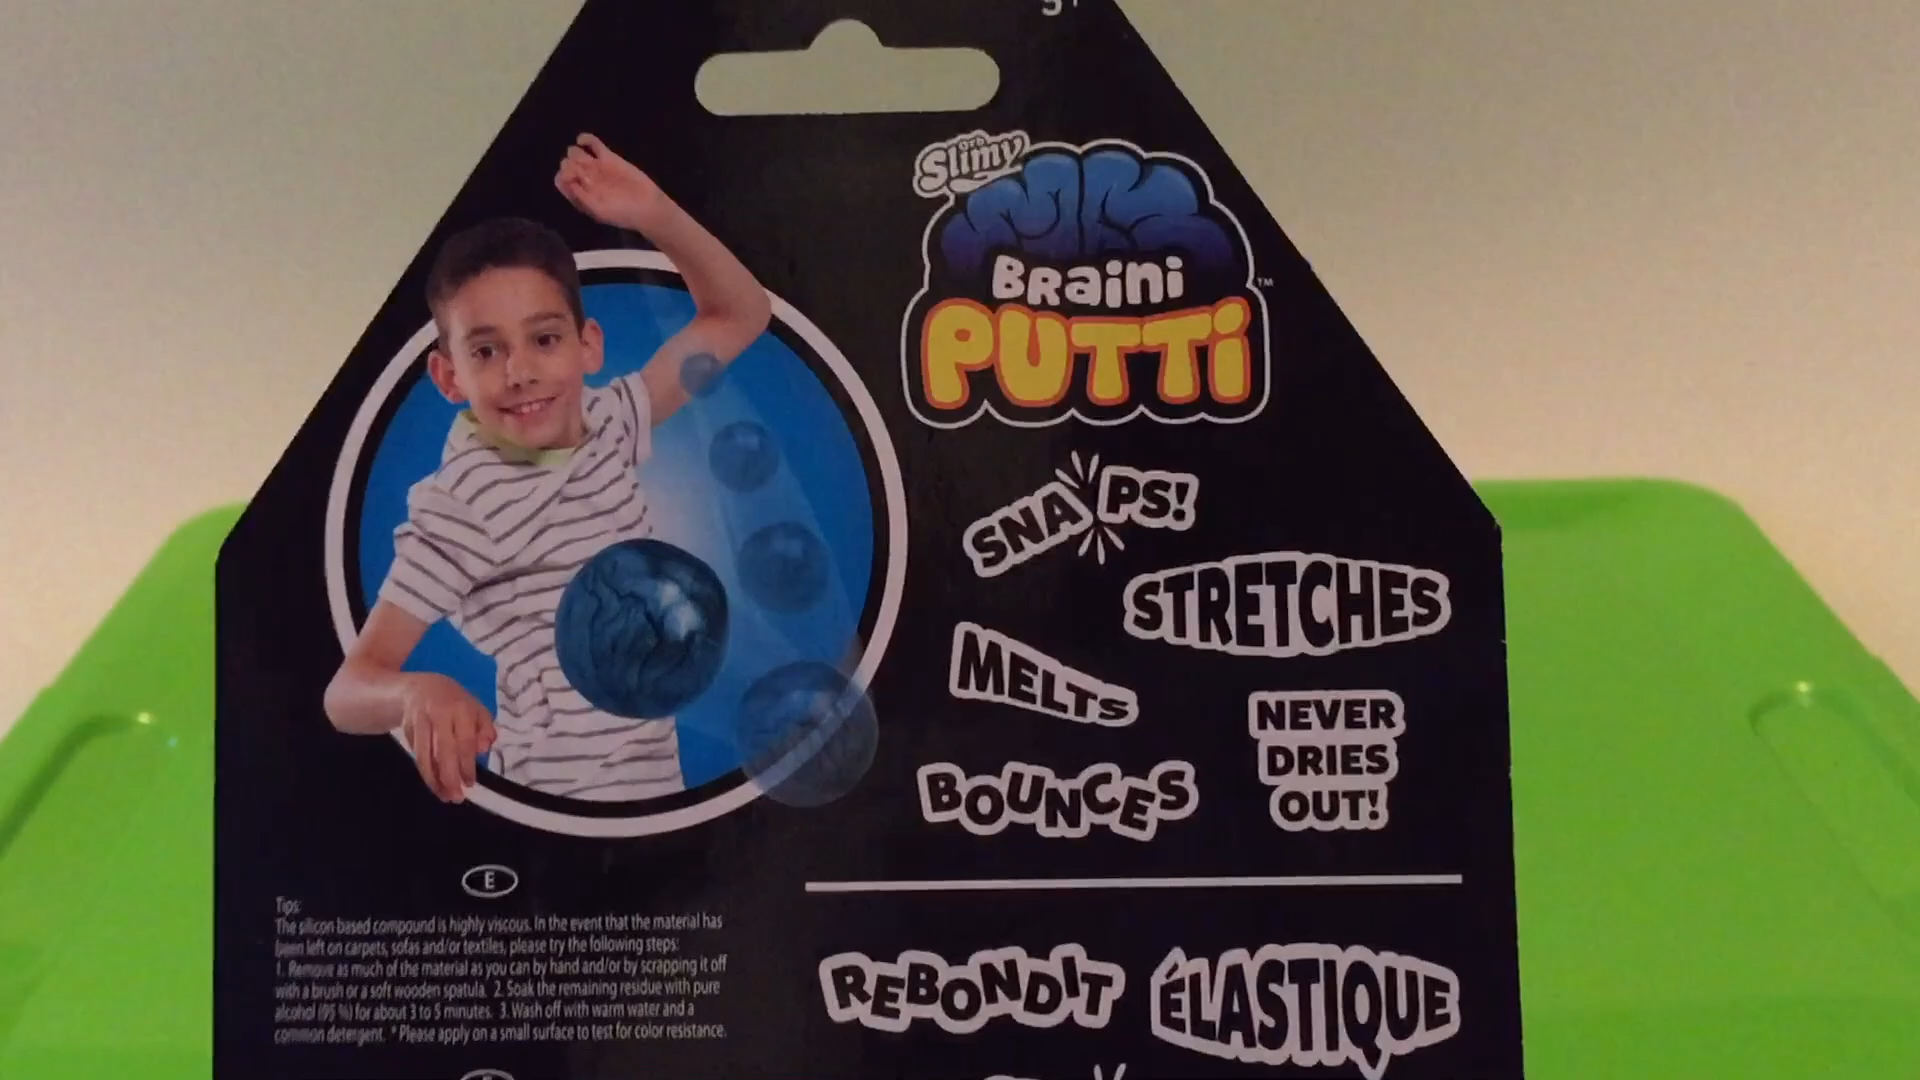 5+
Orb
Slimy
BRaini
PUTTi
TM
SNAPS!
STRETCHES
MELTS
NEVER
DRIES
OUT!
BOUNCES
E
Tips:
The silicon based compound is highly viscous. In the event that the material has
been left on carpets, sofas and/or textiles, please try the following steps:
1. Remove as much of the material as you can by hand and/or by scrapping it off
with a brush or a soft wooden spatula. 2. Soak the remaining residue with pure
alcohol (95 %) for about 3 to 5 minutes. 3. Wash off with warm water and a
common detergent. * Please apply on a small surface to test for color resistance.
REBONDIT
ÉLASTIQUE